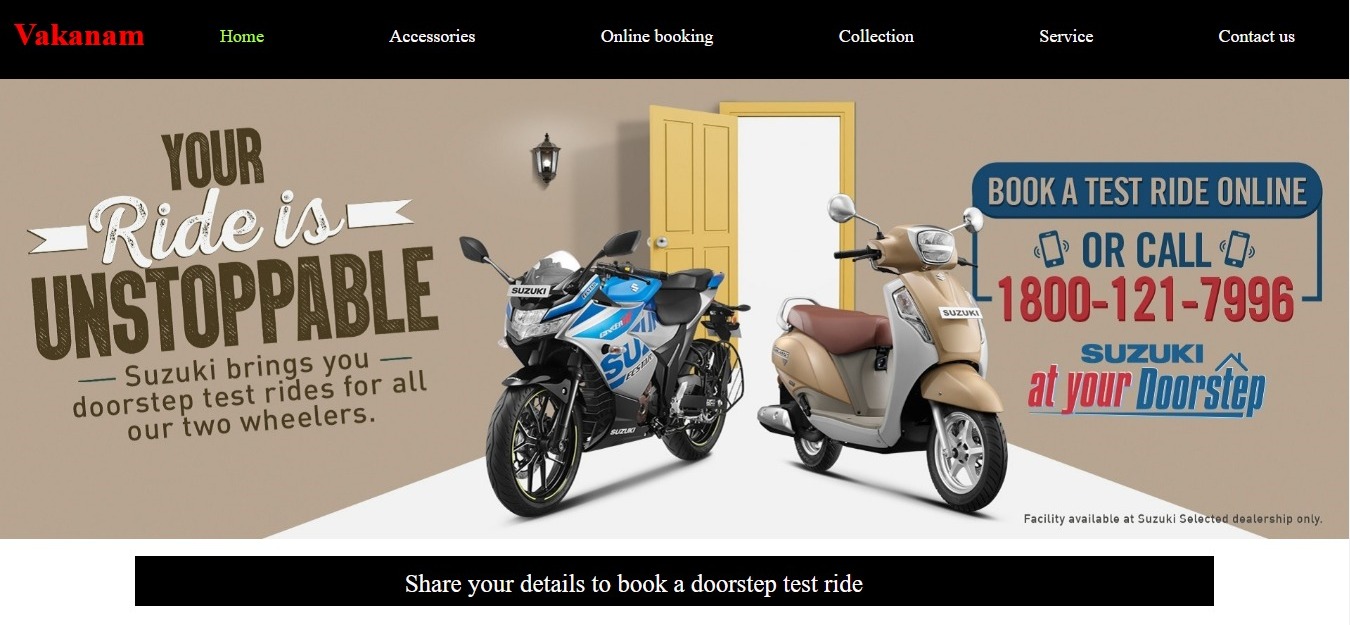 Vakanam
Home
Accessories
Online booking
Collection
Service
Contact us
YOUR
Ride is
UNSTOPPABLE
Suzuki brings you
doorstep test rides for all
our two wheelers.
SUZUKI
SUZUKI
SUZUKI
BOOK A TEST RIDE ONLINE
OR CALL
1800-121-7996
SUZUKI
at your Doorstep
Facility available at Suzuki Selected dealership only.
Share your details to book a doorstep test ride